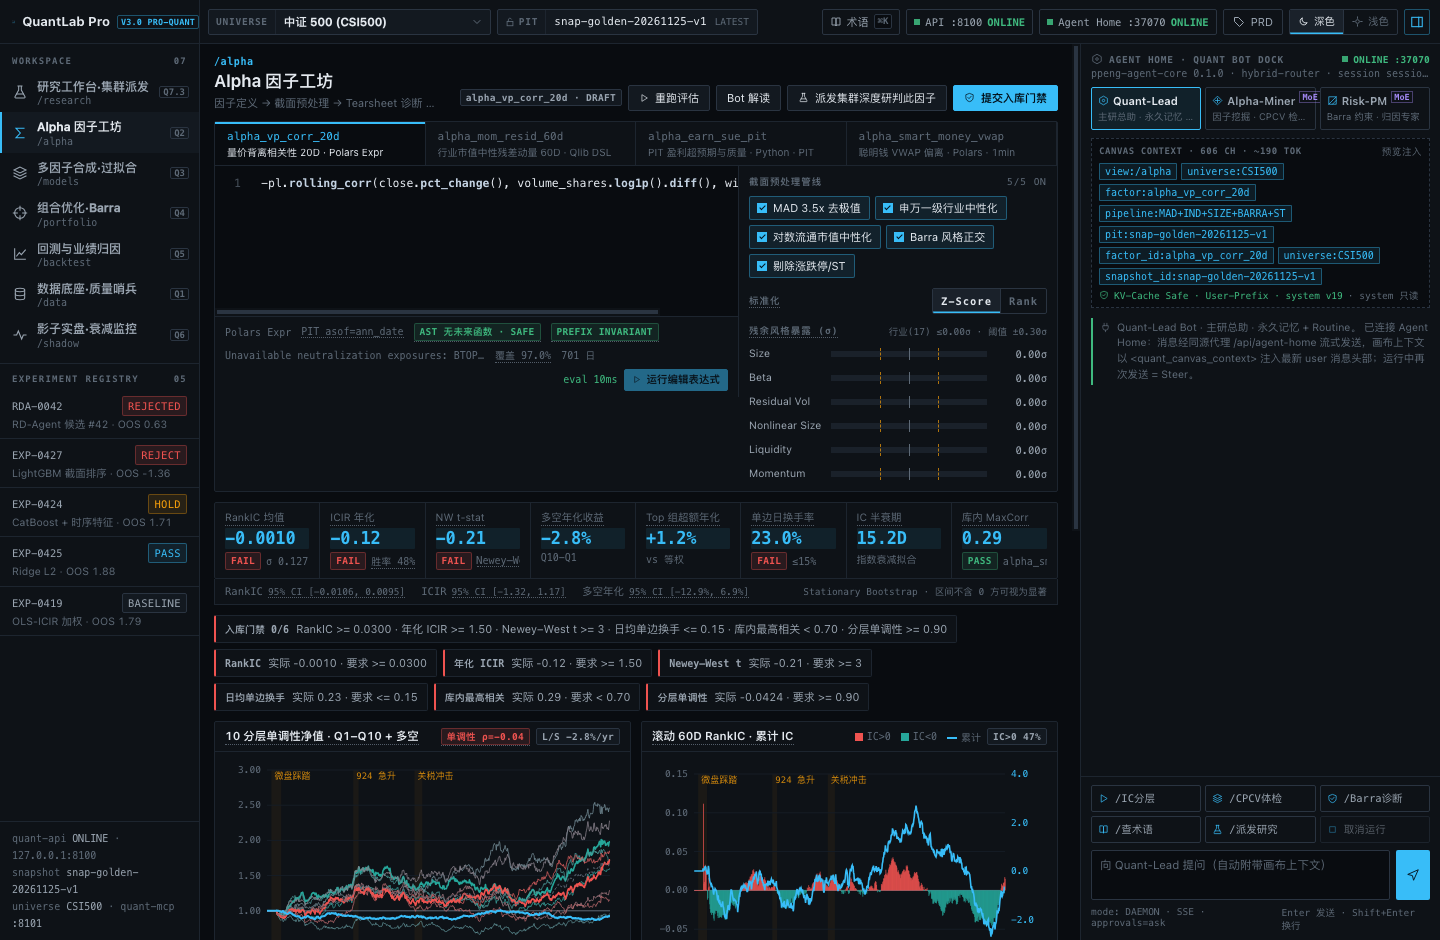 QuantLab Pro V3.0 PRO-QUANT
UNIVERSE 中证 500 (CSI500)
PIT snap-golden-20261125-v1 LATEST
术语 ⌘K
API :8100 ONLINE
Agent Home :37070 ONLINE
PRD
深色
浅色
WORKSPACE 07
研究工作台·集群派发 Q7.3
/research
Alpha 因子工坊 Q2
/alpha
多因子合成·过拟合 Q3
/models
组合优化·Barra Q4
/portfolio
回测与业绩归因 Q5
/backtest
数据底座·质量哨兵 Q1
/data
影子实盘·衰减监控 Q6
/shadow
EXPERIMENT REGISTRY 05
RDA-0042 REJECTED
RD-Agent 候选 #42 · OOS 0.63
EXP-0427 REJECT
LightGBM 截面排序 · OOS -1.36
EXP-0424 HOLD
CatBoost + 时序特征 · OOS 1.71
EXP-0425 PASS
Ridge L2 · OOS 1.88
EXP-0419 BASELINE
OLS-ICIR 加权 · OOS 1.79
quant-api ONLINE ·
127.0.0.1:8100
snapshot snap-golden-
20261125-v1
universe CSI500 · quant-mcp
:8101
/alpha
Alpha 因子工坊
因子定义 → 截面预处理 → Tearsheet 诊断 …
alpha_vp_corr_20d · DRAFT
重跑评估
Bot 解读
派发集群深度研判此因子
提交入库门禁
alpha_vp_corr_20d
量价背离相关性 20D · Polars Expr
alpha_mom_resid_60d
行业市值中性残差动量 60D · Qlib DSL
alpha_earn_sue_pit
PIT 盈利超预期与质量 · Python · PIT
alpha_smart_money_vwap
聪明钱 VWAP 偏离 · Polars · 1min
1 -pl.rolling_corr(close.pct_change(), volume_shares.log1p().diff(), wi
Polars Expr PIT asof=ann_date AST 无未来函数 · SAFE PREFIX INVARIANT
Unavailable neutralization exposures: BTOP… 覆盖 97.0% 701 日
eval 10ms 运行编辑表达式
截面预处理管线 5/5 ON
MAD 3.5x 去极值
申万一级行业中性化
对数流通市值中性化
Barra 风格正交
剔除涨跌停/ST
标准化 Z-Score Rank
残余风格暴露 (σ) 行业(17) ≤0.00σ · 阈值 ±0.30σ
Size 0.00σ
Beta 0.00σ
Residual Vol 0.00σ
Nonlinear Size 0.00σ
Liquidity 0.00σ
Momentum 0.00σ
RankIC 均值
-0.0010
FAIL σ 0.127
ICIR 年化
-0.12
FAIL 胜率 48%
NW t-stat
-0.21
FAIL Newey-W
多空年化收益
-2.8%
Q10-Q1
Top 组超额年化
+1.2%
vs 等权
单边日换手率
23.0%
FAIL ≤15%
IC 半衰期
15.2D
指数衰减拟合
库内 MaxCorr
0.29
PASS
RankIC 95% CI [-0.0106, 0.0095] ICIR 95% CI [-1.32, 1.17] 多空年化 95% CI [-12.9%, 6.9%] Stationary Bootstrap · 区间不含 0 方可视为显著
入库门禁 0/6 RankIC >= 0.0300 · 年化 ICIR >= 1.50 · Newey-West t >= 3 · 日均单边换手 <= 0.15 · 库内最高相关 < 0.70 · 分层单调性 >= 0.90
RankIC 实际 -0.0010 · 要求 >= 0.0300
年化 ICIR 实际 -0.12 · 要求 >= 1.50
Newey-West t 实际 -0.21 · 要求 >= 3
日均单边换手 实际 0.23 · 要求 <= 0.15
库内最高相关 实际 0.29 · 要求 < 0.70
分层单调性 实际 -0.0424 · 要求 >= 0.90
10 分层单调性净值 · Q1-Q10 + 多空 单调性 ρ=-0.04 L/S -2.8%/yr
3.00
2.50
2.00
1.50
1.00
微盘踩踏
924 急升
关税冲击
滚动 60D RankIC · 累计 IC IC>0 IC<0 累计 IC>0 47%
0.15
0.10
0.05
0.00
-0.05
微盘踩踏
924 急升
关税冲击
4.0
2.0
0.0
-2.0
AGENT HOME · QUANT BOT DOCK ONLINE :37070
ppeng-agent-core 0.1.0 · hybrid-router · session sessio…
Quant-Lead
主研总助 · 永久记忆 …
Alpha-Miner MoE
因子挖掘 · CPCV 检…
Risk-PM MoE
Barra 约束 · 归因专家
CANVAS CONTEXT · 606 CH · ~190 TOK 预览注入
view:/alpha universe:CSI500
factor:alpha_vp_corr_20d
pipeline:MAD+IND+SIZE+BARRA+ST
pit:snap-golden-20261125-v1
factor_id:alpha_vp_corr_20d universe:CSI500
snapshot_id:snap-golden-20261125-v1
KV-Cache Safe · User-Prefix · system v19 · system 只读
Quant-Lead Bot · 主研总助 · 永久记忆 + Routine。 已连接 Agent
Home：消息经同源代理 /api/agent-home 流式发送，画布上下文
以 <quant_canvas_context> 注入最新 user 消息头部；运行中再
次发送 = Steer。
/IC分层
/CPCV体检
/Barra诊断
/查术语
/派发研究
取消运行
向 Quant-Lead 提问（自动附带画布上下文）
mode: DAEMON · SSE ·
approvals=ask
Enter 发送 · Shift+Enter
换行